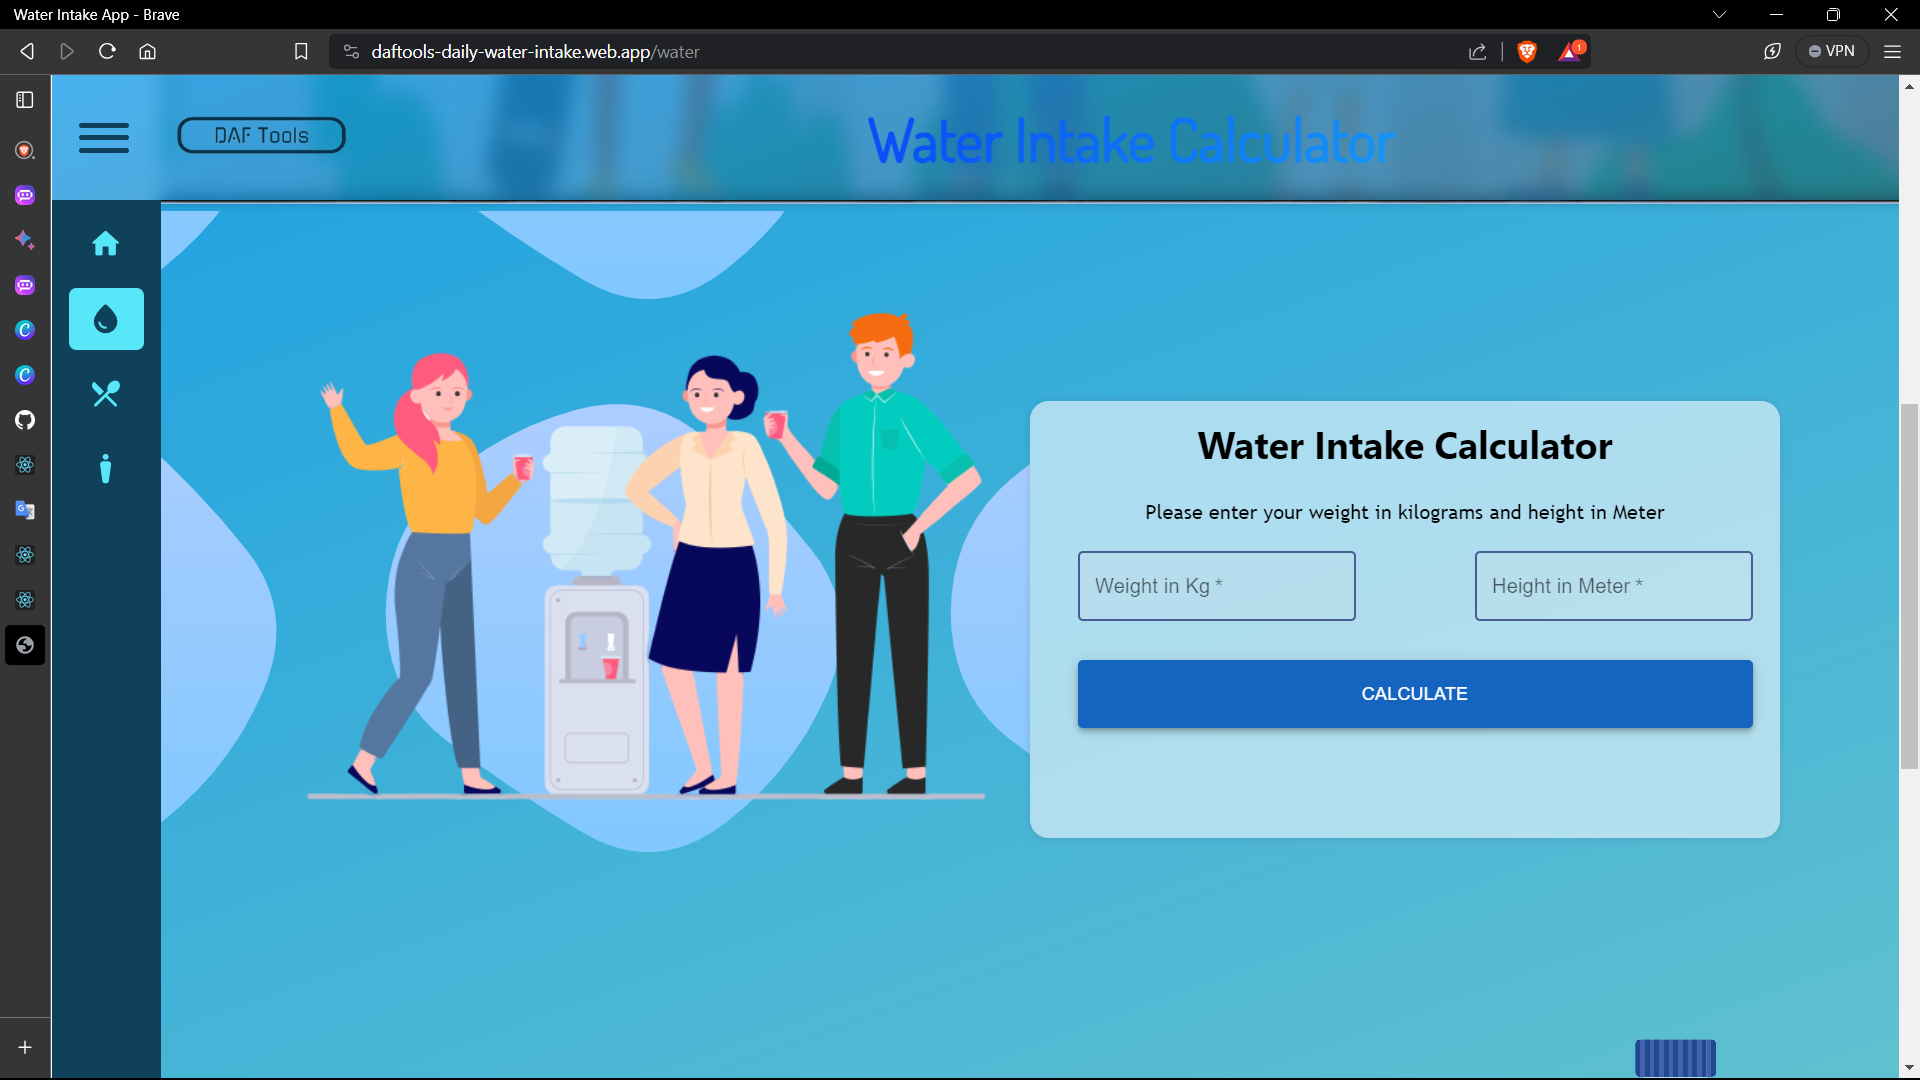 Water Intake App - Brave
daftools-daily-water-intake.web.app/water
1
VPN
DAF Tools
Water Intake Calculator
Water Intake Calculator
Please enter your weight in kilograms and height in Meter
Weight in Kg *
Height in Meter *
CALCULATE